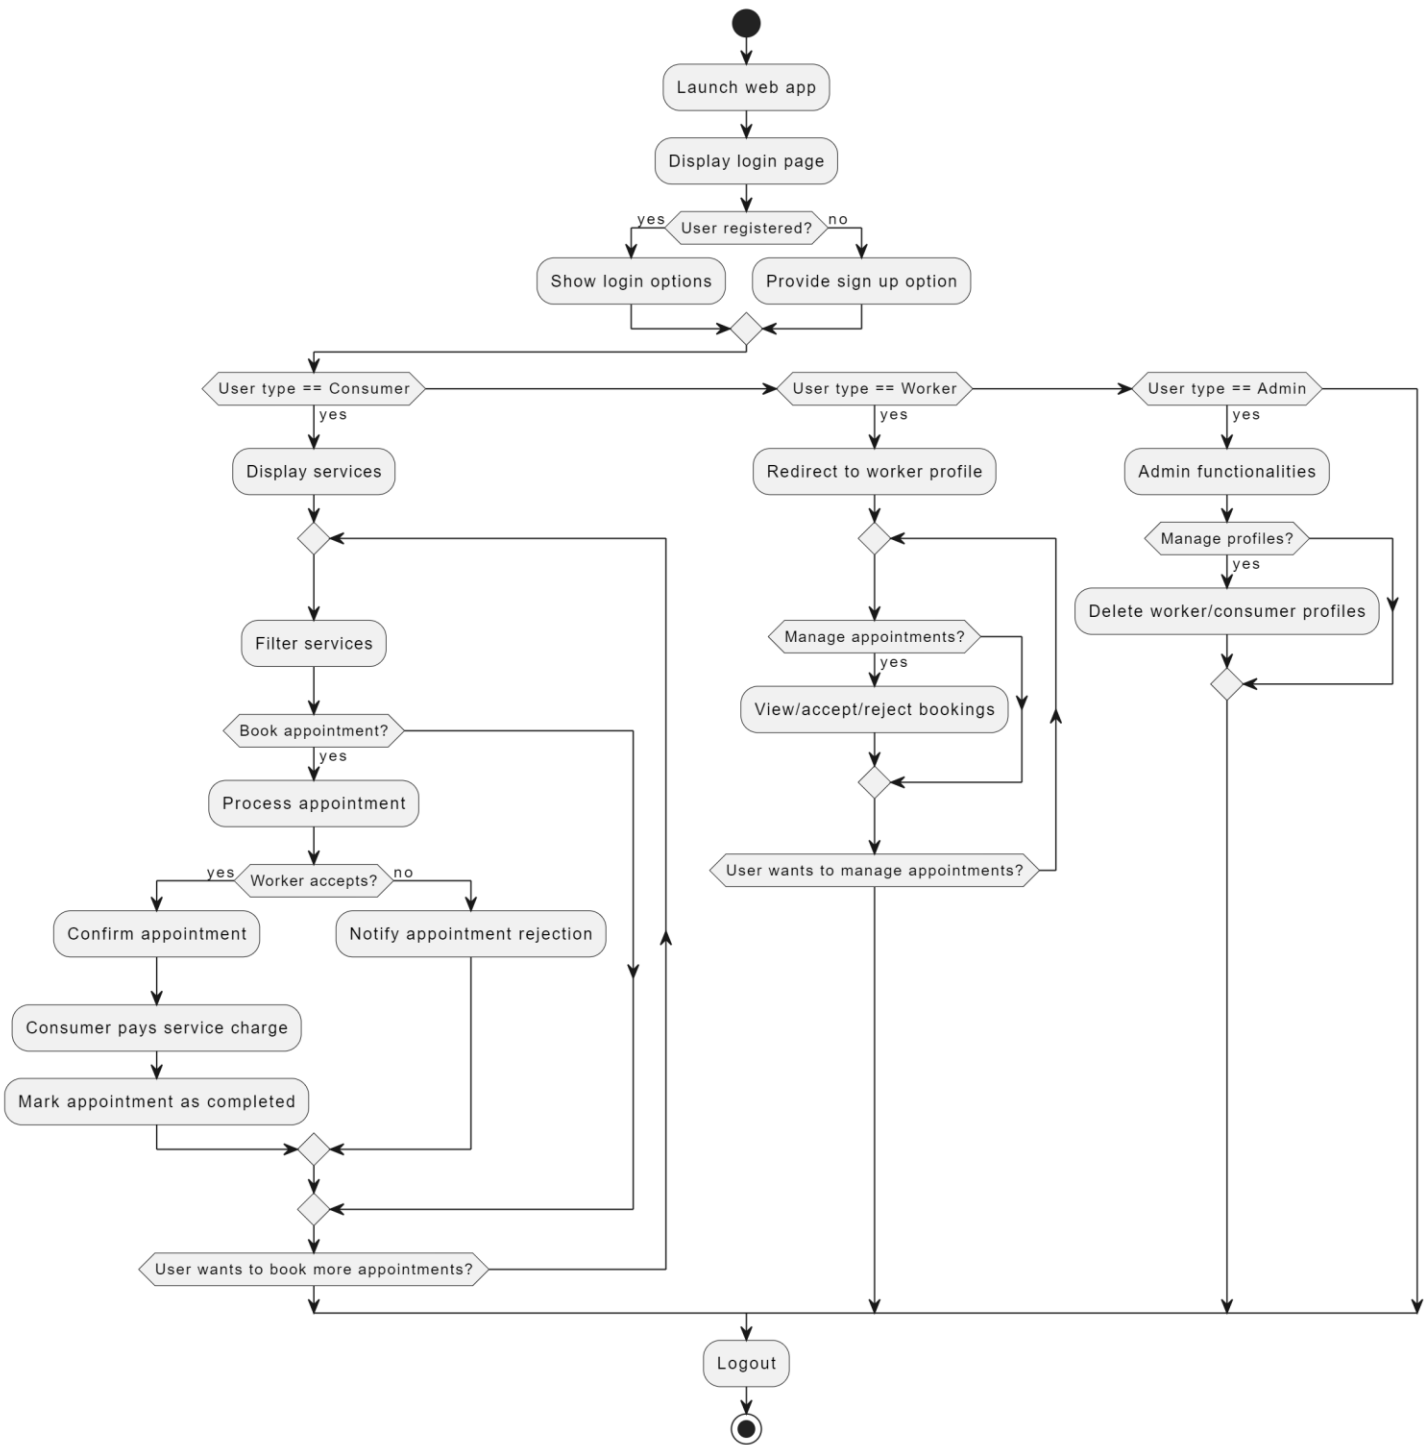 Launch web app
Display login page
User registered?
yes
no
Show login options
Provide sign up option
User type == Consumer
yes
User type == Worker
yes
User type == Admin
yes
Display services
Redirect to worker profile
Admin functionalities
Manage profiles?
yes
Delete worker/consumer profiles
Filter services
Manage appointments?
yes
View/accept/reject bookings
Book appointment?
yes
Process appointment
User wants to manage appointments?
Worker accepts?
yes
no
Confirm appointment
Notify appointment rejection
Consumer pays service charge
Mark appointment as completed
User wants to book more appointments?
Logout